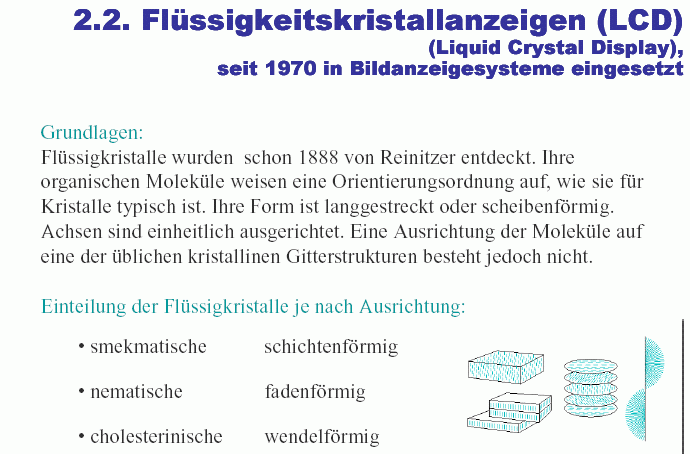 2.2. Flüssigkeitskristallanzeigen (LCD)
(Liquid Crystal Display),
seit 1970 in Bildanzeigesysteme eingesetzt
Grundlagen:
Flüssigkristalle wurden schon 1888 von Reinitzer entdeckt. Ihre
organischen Moleküle weisen eine Orientierungsordnung auf, wie sie für
Kristalle typisch ist. Ihre Form ist langgestreckt oder scheibenförmig.
Achsen sind einheitlich ausgerichtet. Eine Ausrichtung der Moleküle auf
eine der üblichen kristallinen Gitterstrukturen besteht jedoch nicht.
Einteilung der Flüssigkristalle je nach Ausrichtung:
• smekmatische schichtenförmig
• nematische fadenförmig
• cholesterinische wendelförmig